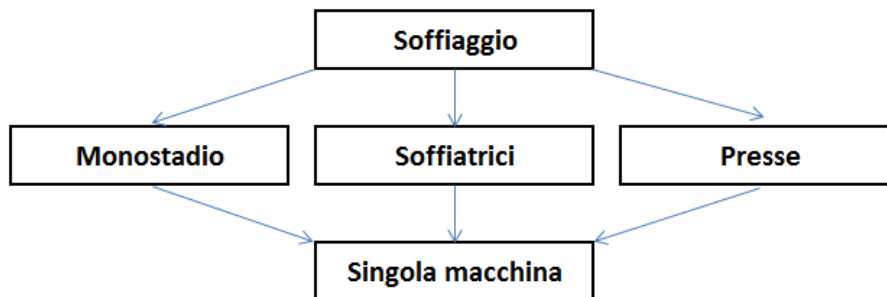 Soffiaggio
Monostadio
Soffiatrici
Presse
Singola macchina